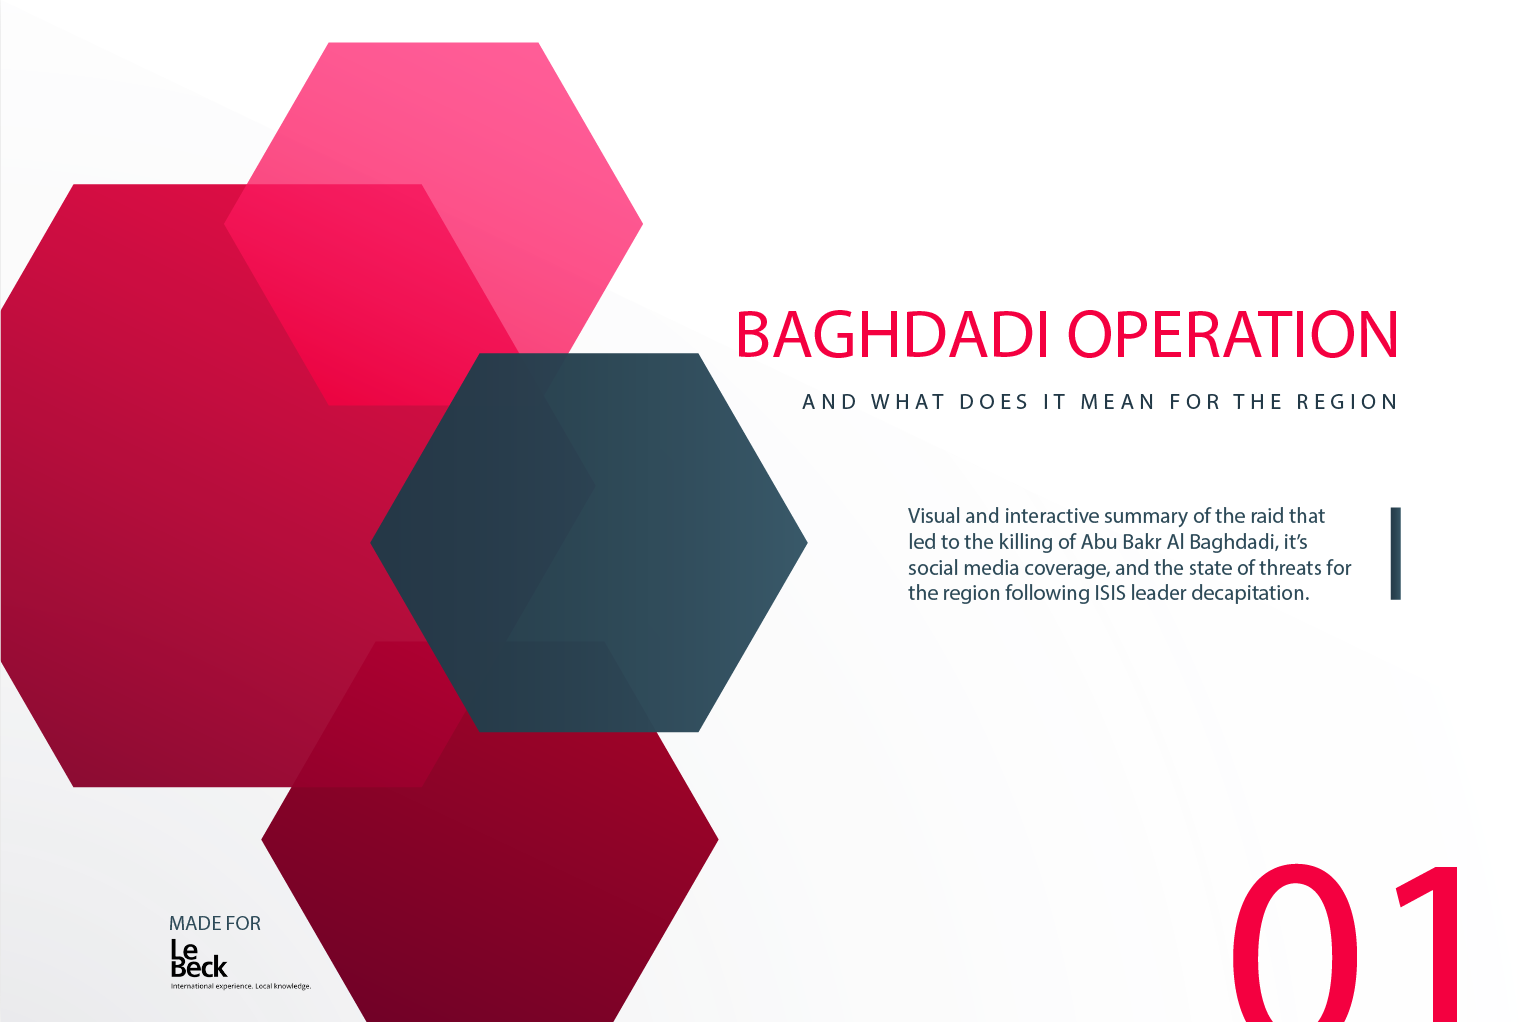 BAGHDADI OPERATION
AND WHAT DOES IT MEAN FOR THE REGION
Visual and interactive summary of the raid that
led to the killing of Abu Bakr Al Baghdadi, it's
social media coverage, and the state of threats for
the region following ISIS leader decapitation.
MADE FOR
Le
Beck
International experience. Local knowledge.
01